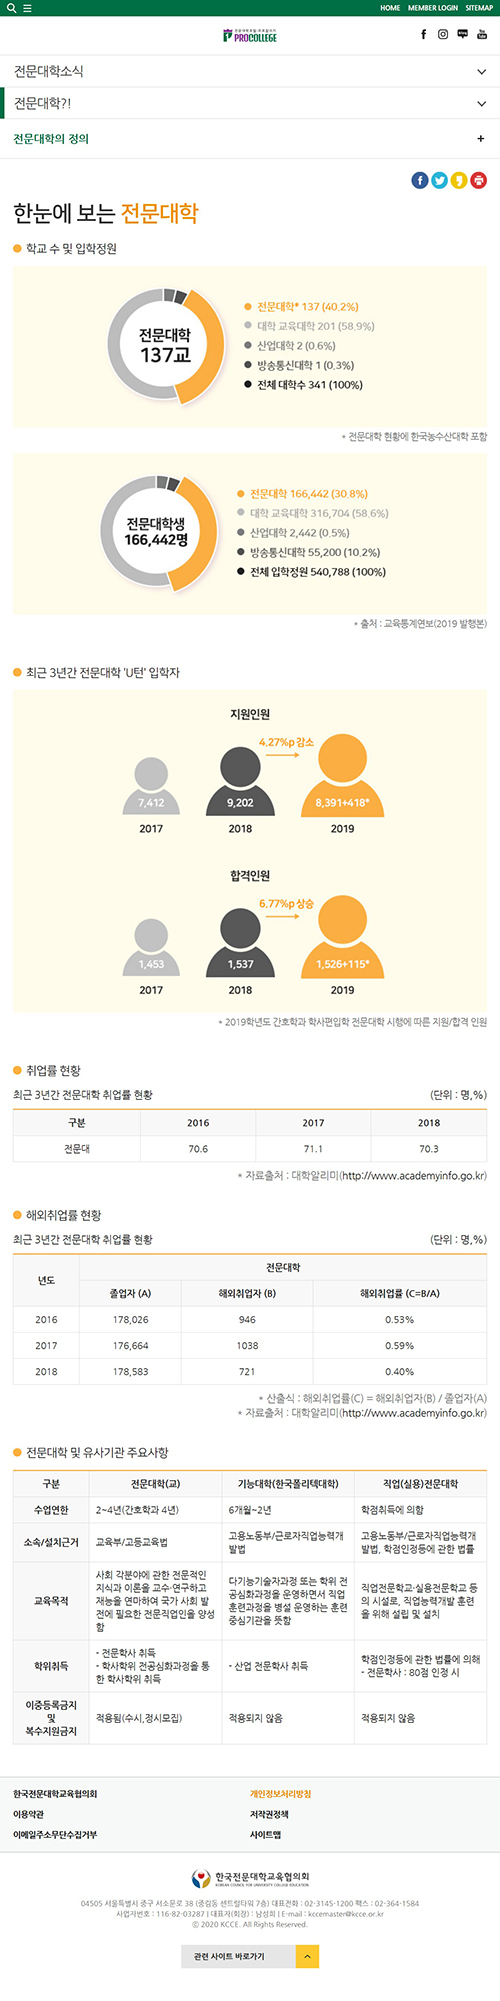 HOME MEMBER LOGIN SITEMAP
전문대학포털 프로칼리지
PROCOLLEGE
전문대학소식
전문대학?!
전문대학의 정의
한눈에 보는 전문대학
학교 수 및 입학정원
전문대학
137교
전문대학* 137 (40.2%)
대학 교육대학 201 (58.9%)
산업대학 2 (0.6%)
방송통신대학 1 (0.3%)
전체 대학수 341 (100%)
* 전문대학 현황에 한국농수산대학 포함
전문대학생
166,442명
전문대학 166,442 (30.8%)
대학 교육대학 316,704 (58.6%)
산업대학 2,442 (0.5%)
방송통신대학 55,200 (10.2%)
전체 입학정원 540,788 (100%)
* 출처 : 교육통계연보(2019 발행본)
최근 3년간 전문대학 'U턴' 입학자
지원인원
4.27%p 감소
7,412 9,202 8,391+418*
2017 2018 2019
합격인원
6.77%p 상승
1,453 1,537 1,526+115*
2017 2018 2019
* 2019학년도 간호학과 학사편입학 전문대학 시행에 따른 지원/합격 인원
취업률 현황
최근 3년간 전문대학 취업률 현황 (단위 : 명,%)
구분 2016 2017 2018
전문대 70.6 71.1 70.3
* 자료출처 : 대학알리미(http://www.academyinfo.go.kr)
해외취업률 현황
최근 3년간 전문대학 취업률 현황 (단위 : 명,%)
년도 전문대학
졸업자 (A) 해외취업자 (B) 해외취업률 (C=B/A)
2016 178,026 946 0.53%
2017 176,664 1038 0.59%
2018 178,583 721 0.40%
* 산출식 : 해외취업률(C) = 해외취업자(B) / 졸업자(A)
* 자료출처 : 대학알리미(http://www.academyinfo.go.kr)
전문대학 및 유사기관 주요사항
구분 전문대학(교) 기능대학(한국폴리텍대학) 직업(실용)전문대학
수업연한 2~4년(간호학과 4년) 6개월~2년 학점취득에 의함
소속/설치근거 교육부/고등교육법 고용노동부/근로자직업능력개발법 고용노동부/근로자직업능력개발법, 학점인정등에 관한 법률
교육목적 사회 각분야에 관한 전문적인 지식과 이론을 교수·연구하고 재능을 연마하여 국가 사회 발전에 필요한 전문직업인을 양성함 다기능기술자과정 또는 학위 전공심화과정을 운영하면서 직업훈련과정을 병설 운영하는 훈련중심기관을 뜻함 직업전문학교·실용전문학교 등의 시설로, 직업능력개발 훈련을 위해 설립 및 설치
학위취득 - 전문학사 취득
- 학사학위 전공심화과정을 통한 학사학위 취득
- 산업 전문학사 취득
학점인정등에 관한 법률에 의해
- 전문학사 : 80점 인정 시
이중등록금지
및
복수지원금지
적용됨(수시,정시모집) 적용되지 않음 적용되지 않음
한국전문대학교육협의회 개인정보처리방침
이용약관 저작권정책
이메일주소무단수집거부 사이트맵
한국전문대학교육협의회
KOREAN COUNCIL FOR UNIVERSITY COLLEGE EDUCATION
04505 서울특별시 중구 서소문로 38 (중림동 센트럴타워 7층) 대표전화 : 02-3145-1200 팩스 : 02-364-1584
사업자번호 : 116-82-03287 | 대표자(회장) : 남성희 | E-mail : kccemaster@kcce.or.kr
ⓒ 2020 KCCE. All Rights Reserved.
관련 사이트 바로가기